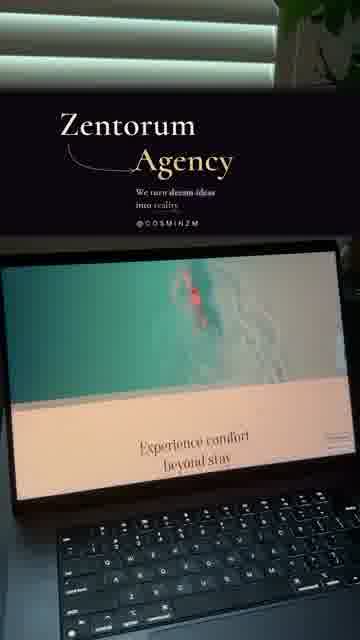 Zentorum
Agency
We turn dream ideas
into reality
@COSMINZM
Experience comfort
beyond stay